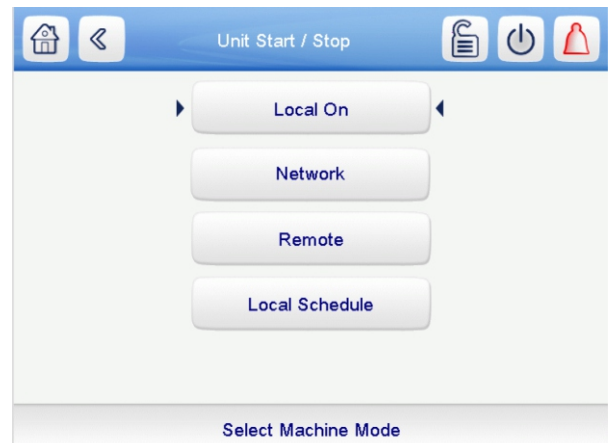 Unit Start / Stop
Local On
Network
Remote
Local Schedule
Select Machine Mode